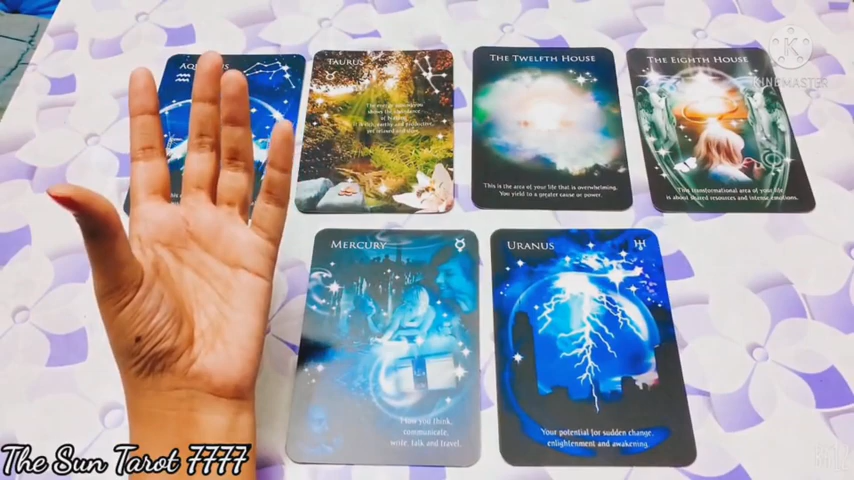 AQ
TAURUS
THE TWELFTH HOUSE
THE EIGHTH HOUSE
KINEMASTER
This is the area of your life that is overwhelming.
You yield to a greater cause or power.
This transformational area of your life
is about shared resources and intense emotions.
MERCURY
URANUS
How you think,
communicate,
write, talk and travel.
Your potential for sudden change,
enlightenment and awakening.
The Sun Tarot 7777